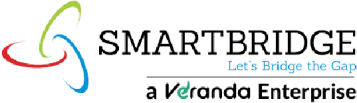 SMARTBRIDGE
Let's Bridge the Gap
a Veranda Enterprise